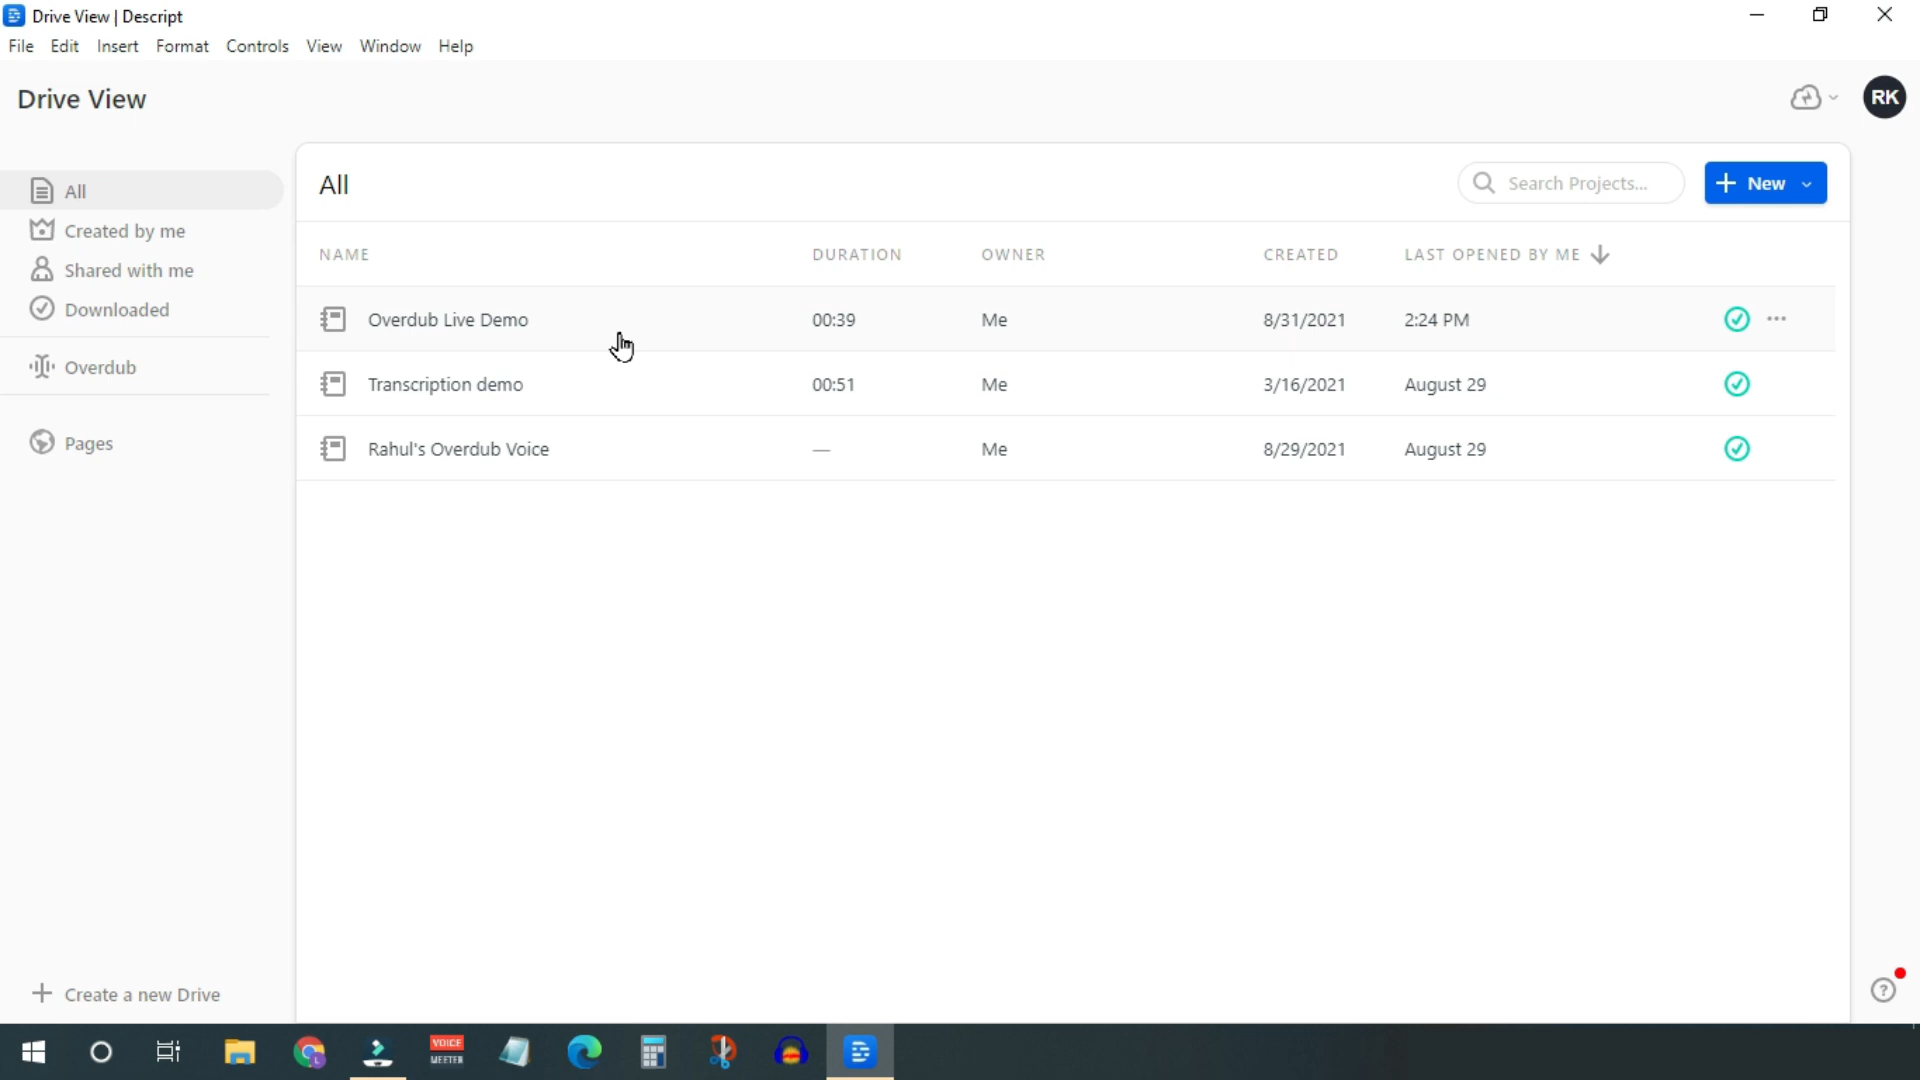 Drive View | Descript
File Edit Insert Format Controls View Window Help
Drive View
RK
All
Created by me
Shared with me
Downloaded
Overdub
Pages
Create a new Drive
All
Search Projects...
New
NAME DURATION OWNER CREATED LAST OPENED BY ME
Overdub Live Demo 00:39 Me 8/31/2021 2:24 PM
Transcription demo 00:51 Me 3/16/2021 August 29
Rahul's Overdub Voice — Me 8/29/2021 August 29
?
VOICE
MEETER
L